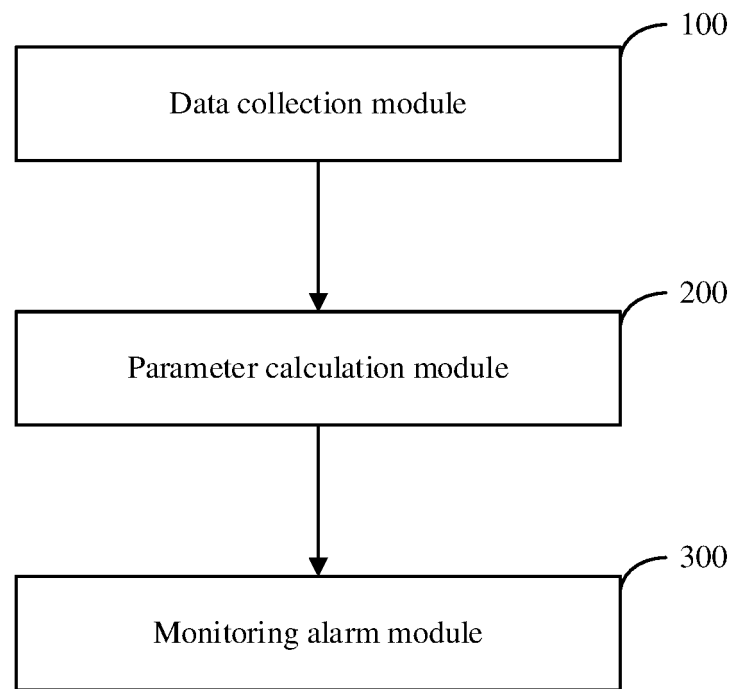 100
Data collection module
200
Parameter calculation module
300
Monitoring alarm module